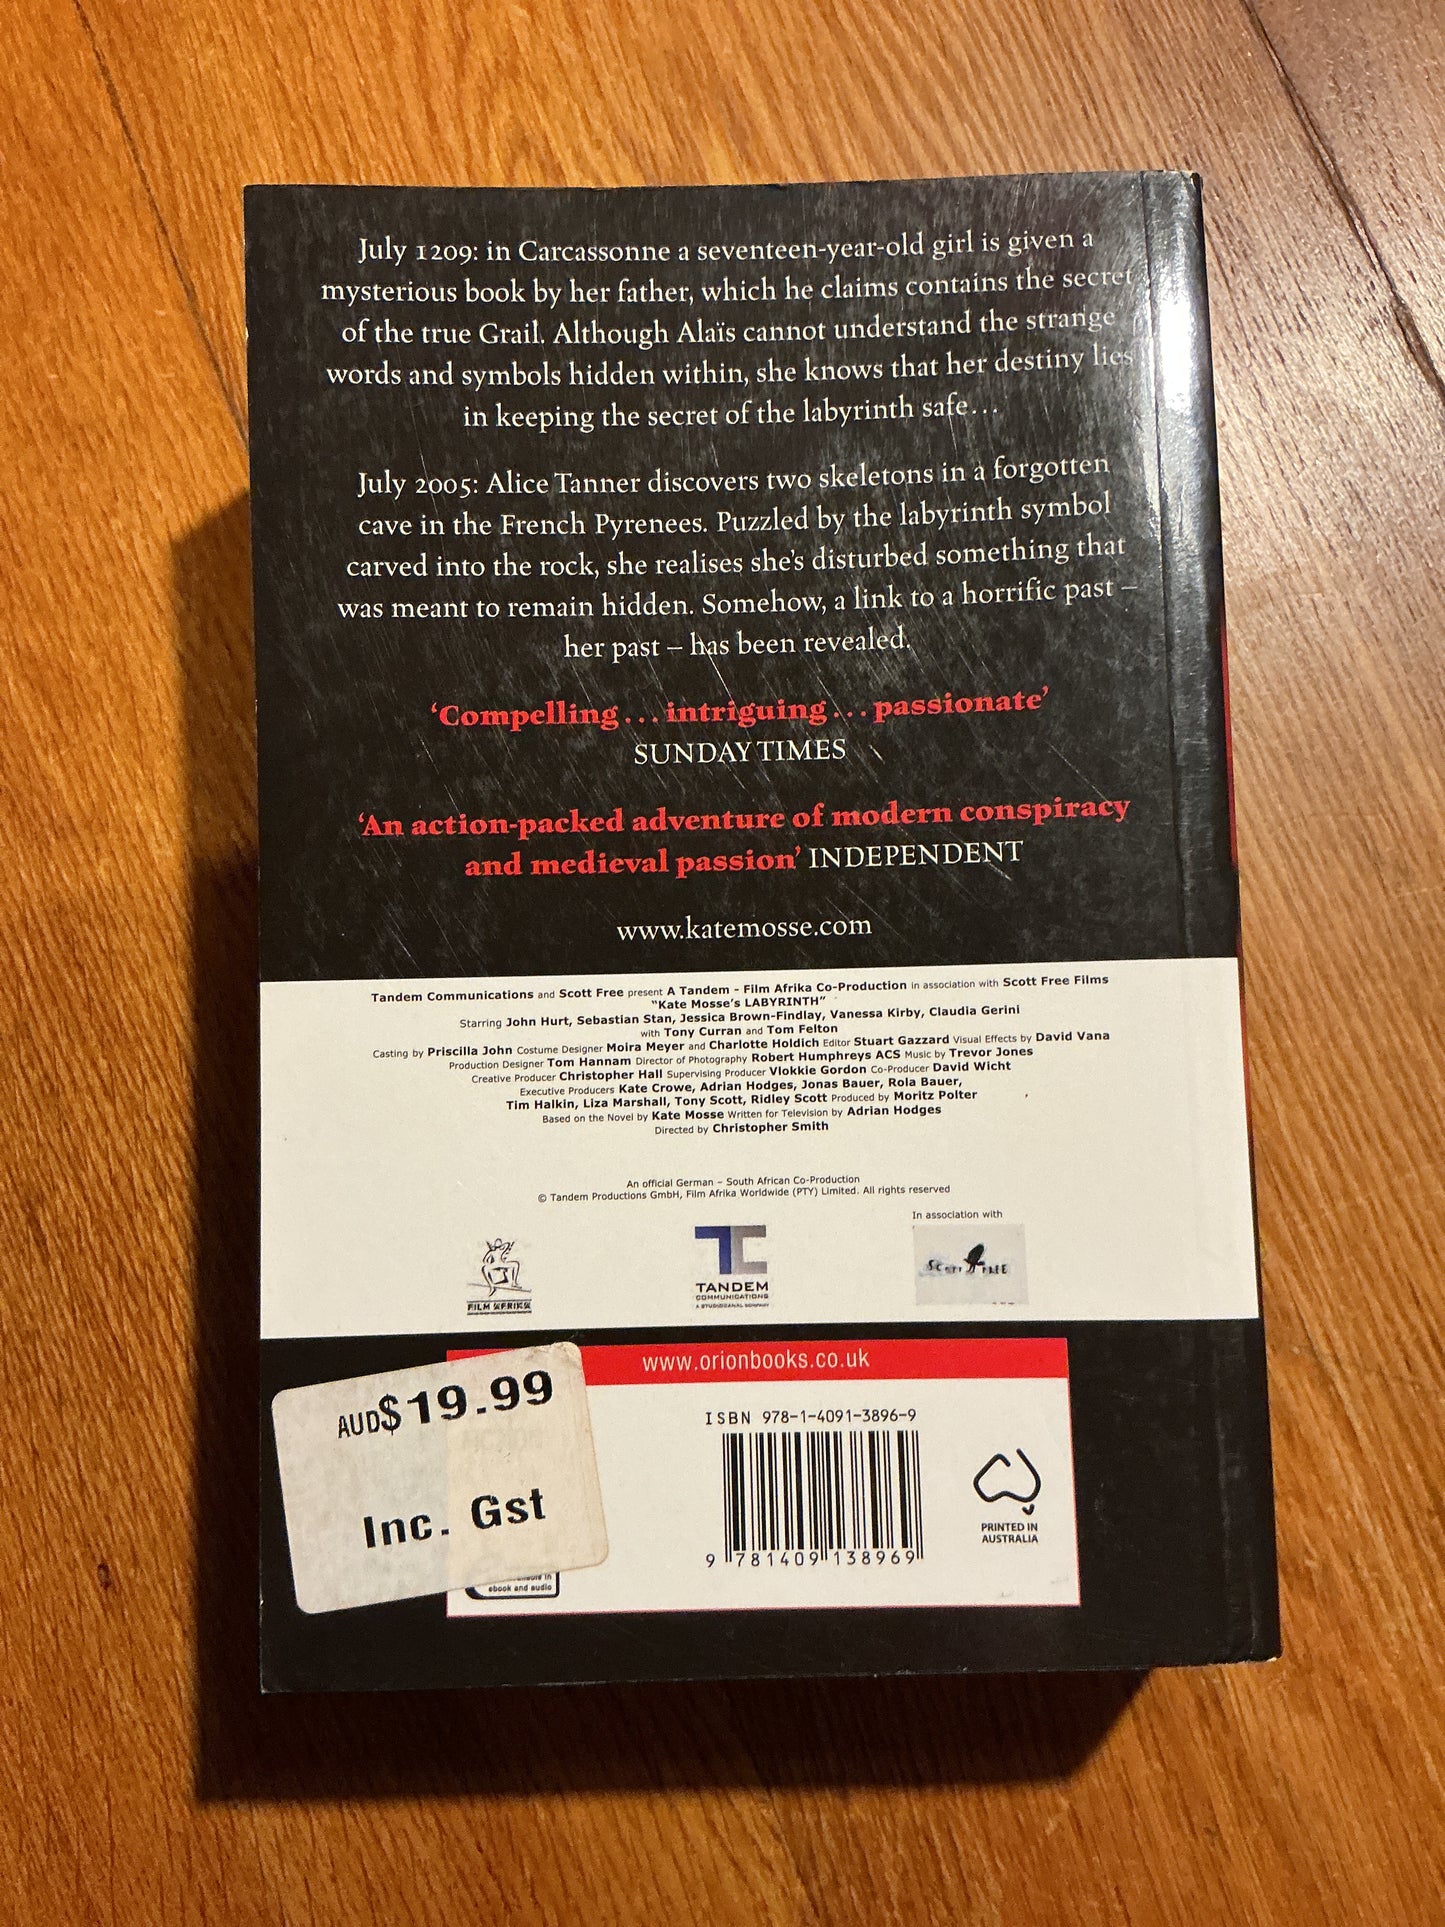 July 1209: in Carcassonne a seventeen-year-old girl is given a
mysterious book by her father, which he claims contains the secret
of the true Grail. Although Alaïs cannot understand the strange
words and symbols hidden within, she knows that her destiny lies
in keeping the secret of the labyrinth safe…
July 2005: Alice Tanner discovers two skeletons in a forgotten
cave in the French Pyrenees. Puzzled by the labyrinth symbol
carved into the rock, she realises she's disturbed something that
was meant to remain hidden. Somehow, a link to a horrific past –
her past – has been revealed.
‘Compelling… intriguing… passionate’
SUNDAY TIMES
‘An action-packed adventure of modern conspiracy
and medieval passion’ INDEPENDENT
www.katemosse.com
Tandem Communications and Scott Free present A Tandem - Film Afrika Co-Production in association with Scott Free Films
"Kate Mosse's LABYRINTH"
Starring John Hurt, Sebastian Stan, Jessica Brown-Findlay, Vanessa Kirby, Claudia Gerini
with Tony Curran and Tom Felton
Casting by Priscilla John Costume Designer Moira Meyer and Charlotte Holdich Editor Stuart Gazzard Visual Effects by David Vana
Production Designer Tom Hannam Director of Photography Robert Humphreys ACS Music by Trevor Jones
Creative Producer Christopher Hall Supervising Producer Vlokkie Gordon Co-Producer David Wicht
Executive Producers Kate Crowe, Adrian Hodges, Jonas Bauer, Rola Bauer,
Tim Halkin, Liza Marshall, Tony Scott, Ridley Scott Produced by Moritz Polter
Based on the Novel by Kate Mosse Written for Television by Adrian Hodges
Directed by Christopher Smith
An official German – South African Co-Production
© Tandem Productions GmbH, Film Afrika Worldwide (PTY) Limited. All rights reserved
In association with
FILM AFRIKA
TANDEM
COMMUNICATIONS
A STUDIOCANAL COMPANY
SCOTT FREE
www.orionbooks.co.uk
AUD$19.99
Inc. Gst
ISBN 978-1-4091-3896-9
9 781409 138969
PRINTED IN
AUSTRALIA
ebook and audio